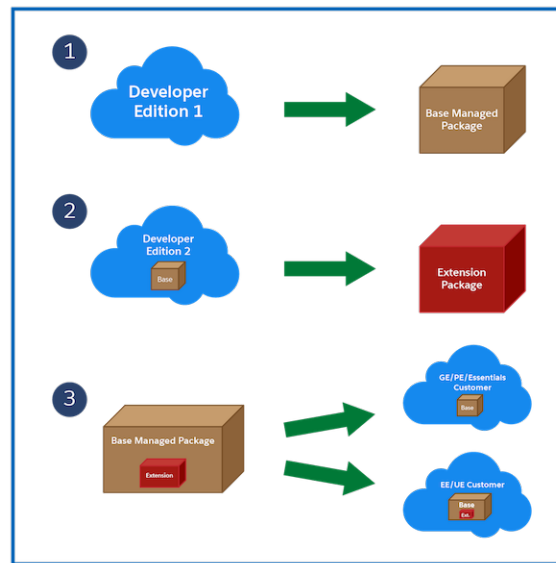 1
Developer
Edition 1
Base Managed
Package
2
Developer
Edition 2
Base
Extension
Package
3
Base Managed Package
Extension
GE/PE/Essentials
Customer
Base
EE/UE Customer
Base
Ext.